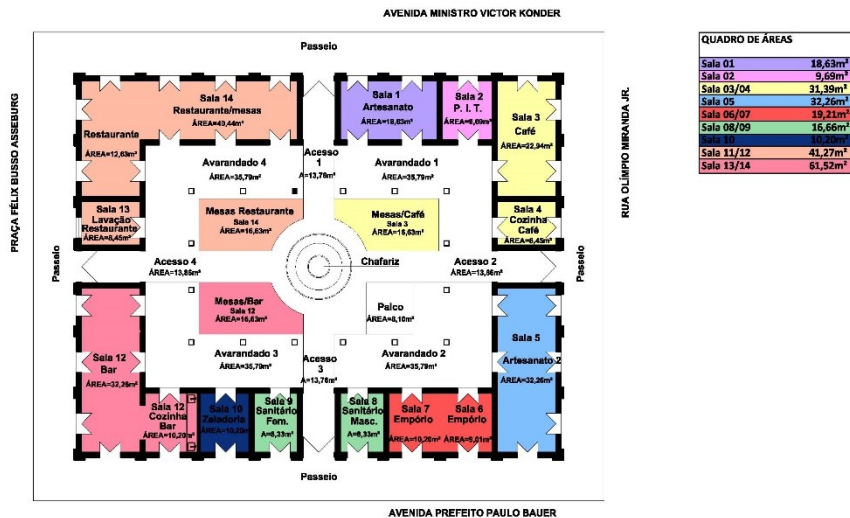 AVENIDA MINISTRO VICTOR KONDER
Passeio
QUADRO DE ÁREAS
Sala 01 18,63m²
Sala 02 9,69m²
Sala 03/04 31,39m²
Sala 05 32,26m²
Sala 06/07 19,21m²
Sala 08/09 16,66m²
Sala 10 10,20m²
Sala 11/12 41,27m²
Sala 13/14 61,52m²
PRAÇA FÉLIX BUSSO ASSEBURG
RUA OLÍMPIO MIRANDA JR.
Sala 14
Restaurante/mesas
ÁREA=49,44m²
Sala 1
Artesanato
ÁREA=18,63m²
Sala 2
P. I. T.
ÁREA=9,69m²
Sala 3
Café
ÁREA=22,94m²
Restaurante
ÁREA=12,63m²
Avarandado 4
ÁREA=35,79m²
Acesso
1
A=13,76m²
Avarandado 1
ÁREA=35,79m²
Sala 13
Lavação
Restaurante
ÁREA=8,45m²
Mesas Restaurante
Sala 14
ÁREA=16,63m²
Mesas/Café
Sala 3
ÁREA=16,63m²
Sala 4
Cozinha
Café
ÁREA=8,45m²
Passeio
Acesso 4
ÁREA=13,86m²
Chafariz
Acesso 2
ÁREA=13,86m²
Passeio
Mesas/Bar
Sala 12
ÁREA=16,63m²
Palco
ÁREA=8,10m²
Sala 12
Bar
ÁREA=32,26m²
Avarandado 3
ÁREA=35,79m²
Acesso
3
A=13,76m²
Avarandado 2
ÁREA=35,79m²
Sala 5
Artesanato 2
ÁREA=32,26m²
Sala 12
Cozinha
Bar
ÁREA=10,20m²
Sala 10
Zeladoria
ÁREA=10,20m²
Sala 9
Sanitário
Fem.
A=8,33m²
Sala 8
Sanitário
Masc.
A=8,33m²
Sala 7
Empório
ÁREA=10,20m²
Sala 6
Empório
ÁREA=9,01m²
Passeio
AVENIDA PREFEITO PAULO BAUER